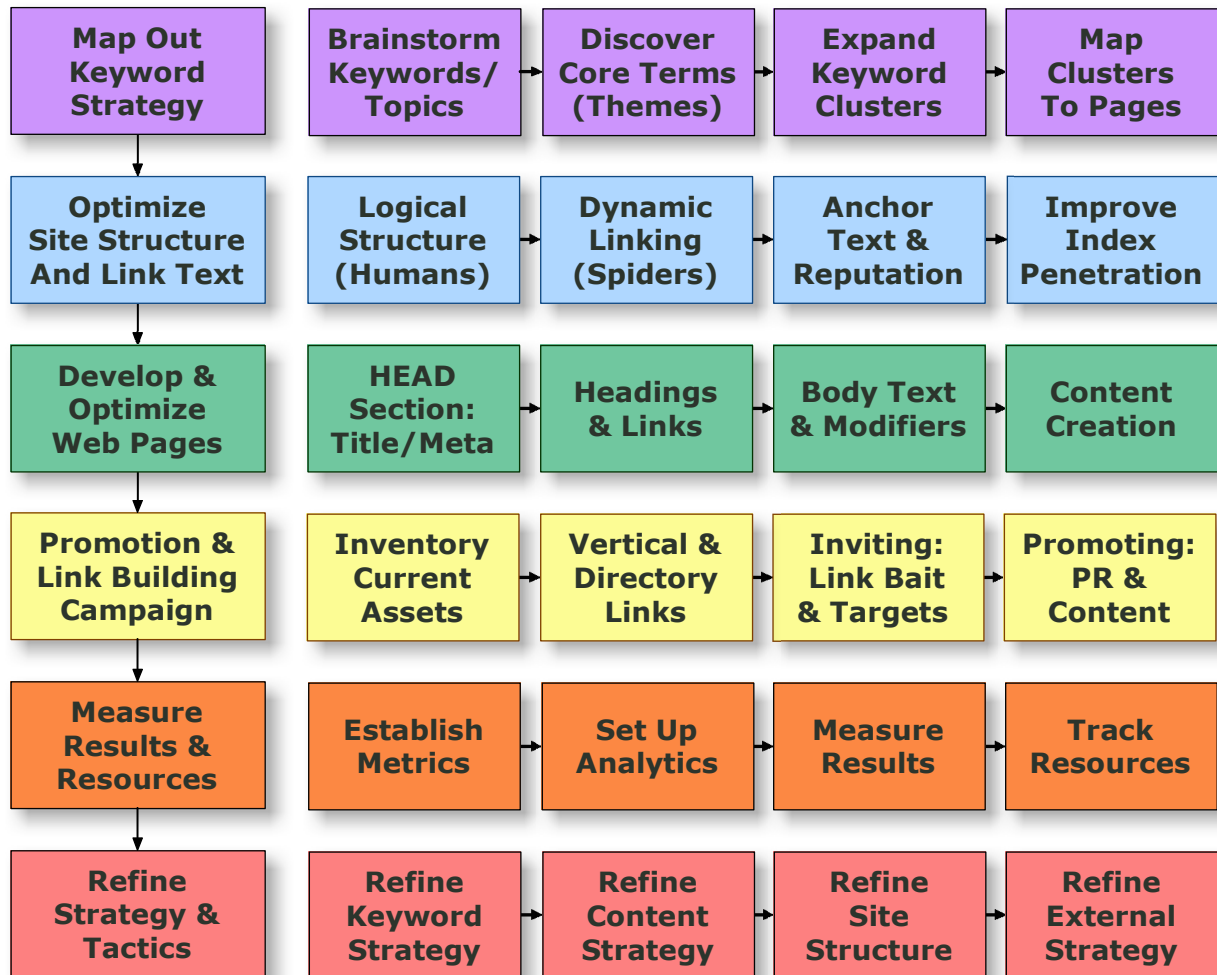 Map Out
Keyword
Strategy
Brainstorm
Keywords/
Topics
Discover
Core Terms
(Themes)
Expand
Keyword
Clusters
Map
Clusters
To Pages
Optimize
Site Structure
And Link Text
Logical
Structure
(Humans)
Dynamic
Linking
(Spiders)
Anchor
Text &
Reputation
Improve
Index
Penetration
Develop &
Optimize
Web Pages
HEAD
Section:
Title/Meta
Headings
& Links
Body Text
& Modifiers
Content
Creation
Promotion &
Link Building
Campaign
Inventory
Current
Assets
Vertical &
Directory
Links
Inviting:
Link Bait
& Targets
Promoting:
PR &
Content
Measure
Results &
Resources
Establish
Metrics
Set Up
Analytics
Measure
Results
Track
Resources
Refine
Strategy &
Tactics
Refine
Keyword
Strategy
Refine
Content
Strategy
Refine
Site
Structure
Refine
External
Strategy